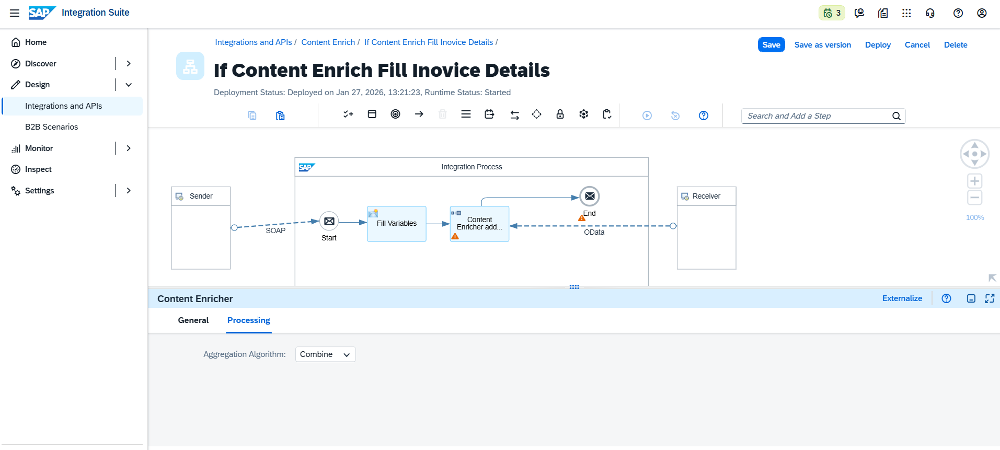 SAP Integration Suite
3
Home
Discover
Design
Integrations and APIs
B2B Scenarios
Monitor
Inspect
Settings
Integrations and APIs / Content Enrich / If Content Enrich Fill Inovice Details /
Save Save as version Deploy Cancel Delete
If Content Enrich Fill Inovice Details
Deployment Status: Deployed on Jan 27, 2026, 13:21:23, Runtime Status: Started
Search and Add a Step
SAP Integration Process
Sender
Receiver
End
Content
Enricher add...
Fill Variables
SOAP
OData
Start
100%
Content Enricher
Externalize
General Processing
Aggregation Algorithm: Combine